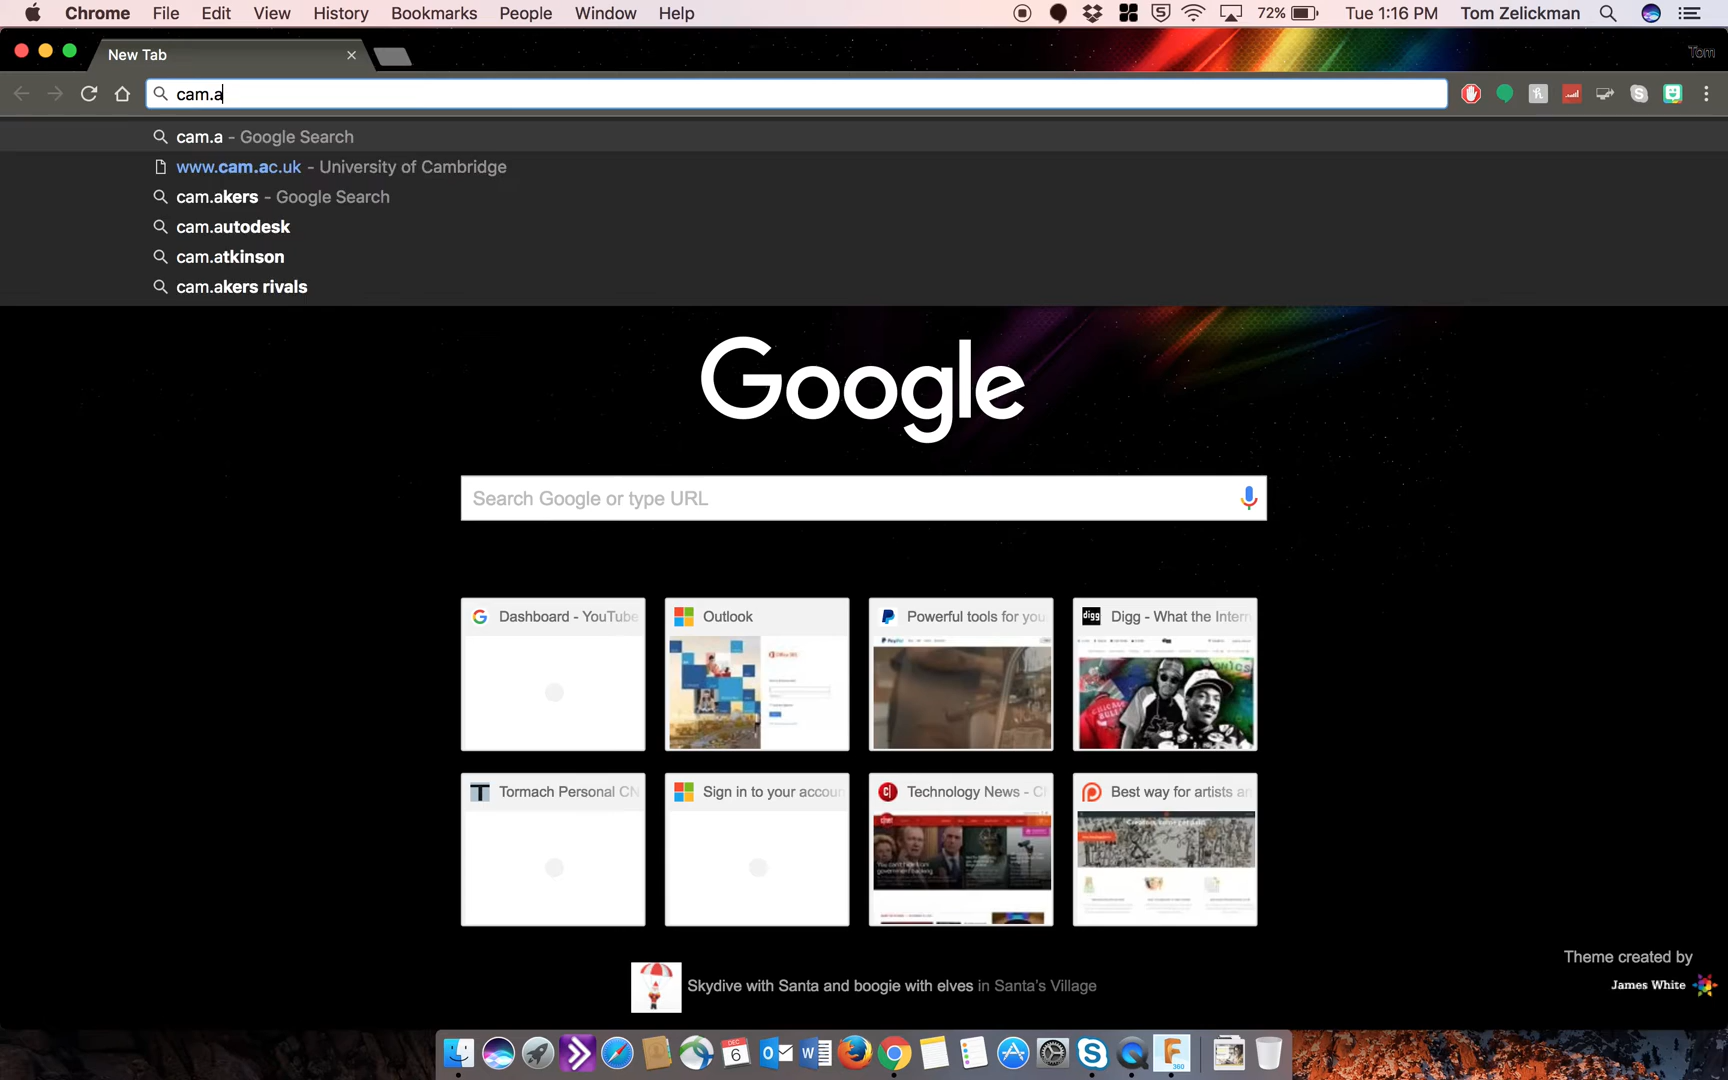 Chrome File Edit View History Bookmarks People Window Help 72% Tue 1:16 PM Tom Zelickman
New Tab Tom
cam.a
cam.a - Google Search
www.cam.ac.uk - University of Cambridge
cam.akers - Google Search
cam.autodesk
cam.atkinson
cam.akers rivals
Google
Search Google or type URL
Dashboard - YouTube Outlook Powerful tools for you Digg - What the Intern
Tormach Personal CN Sign in to your accoun Technology News - C Best way for artists a
Skydive with Santa and boogie with elves in Santa's Village
Theme created by
James White
DEC
6
360